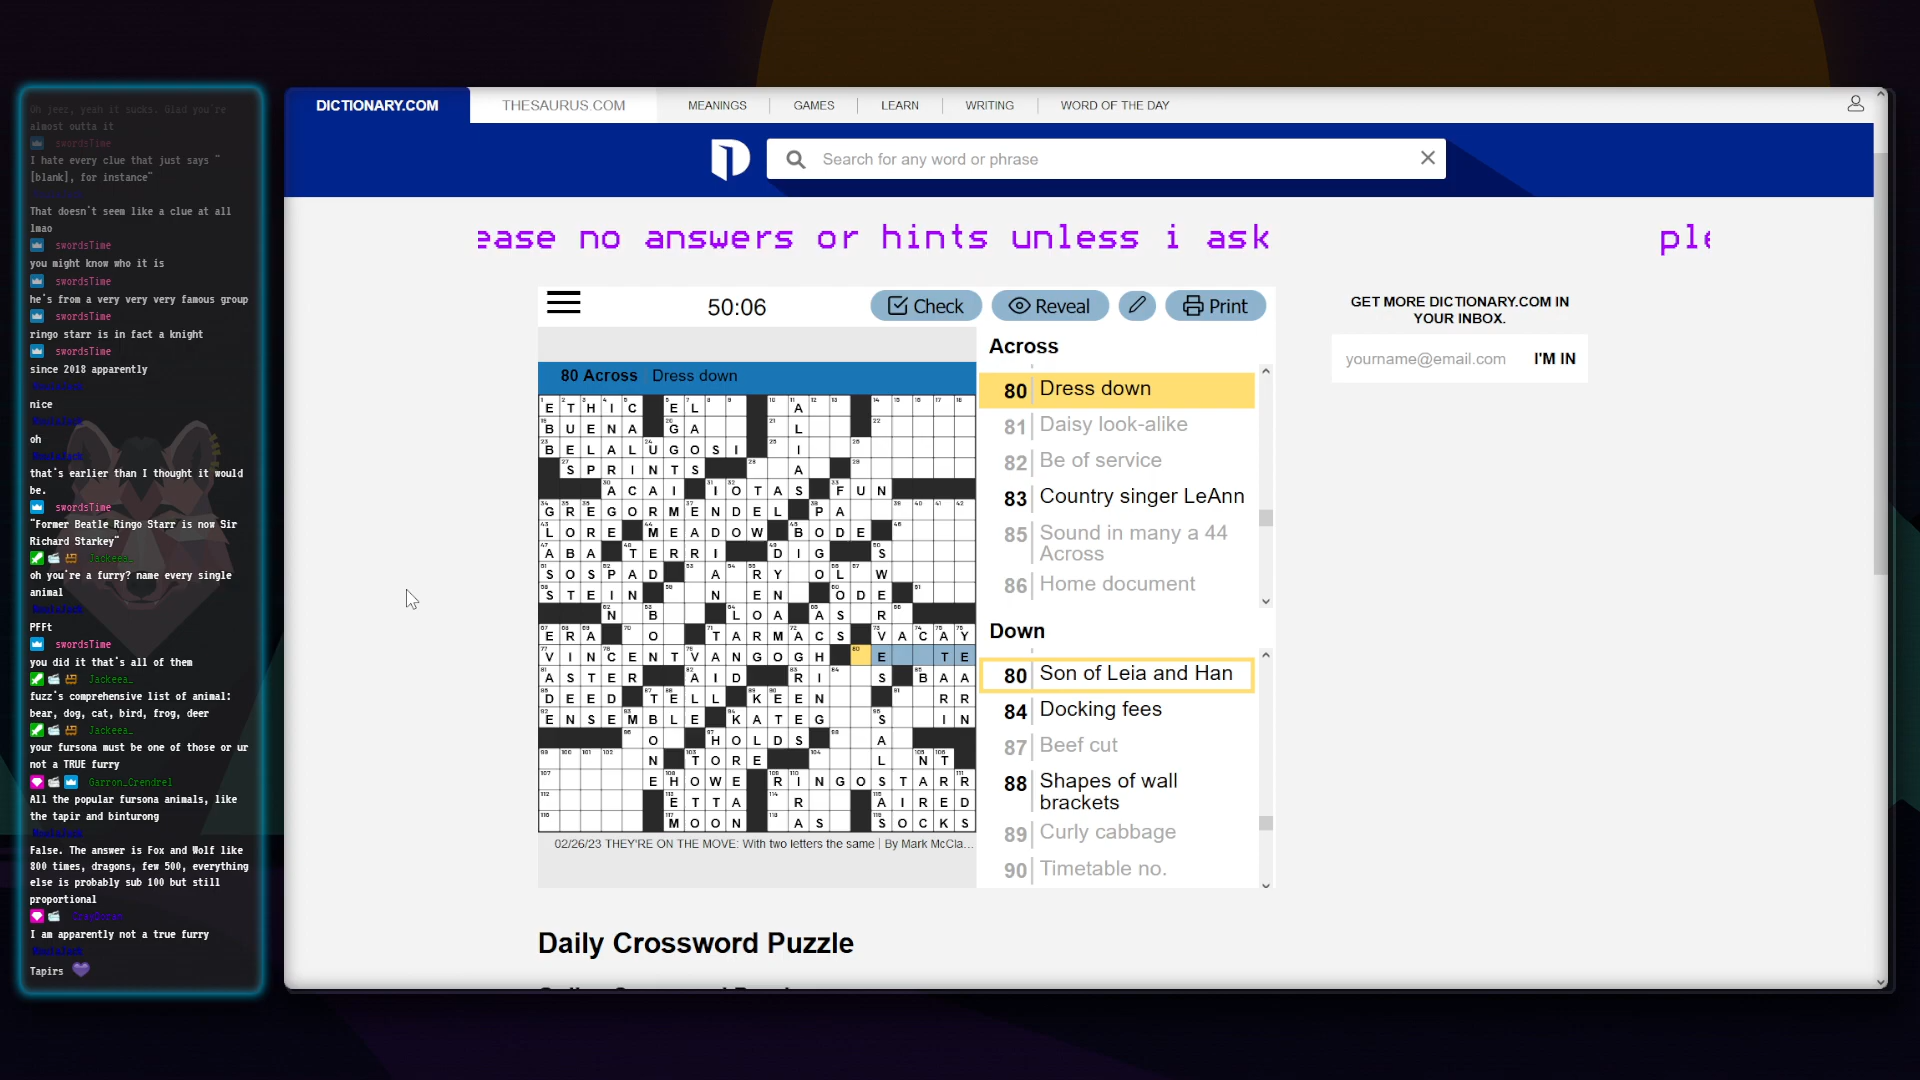 Oh jeez, yeah it sucks. Glad you're
almost outta it
swordsTime
I hate every clue that just says "
[blank], for instance"
That doesn't seem like a clue at all
lmao
swordsTime
you might know who it is
swordsTime
he's from a very very very famous group
swordsTime
ringo starr is in fact a knight
swordsTime
since 2018 apparently
nice
oh
that's earlier than I thought it would
be.
swordsTime
"Former Beatle Ringo Starr is now Sir
Richard Starkey"
Jackeea_
oh you're a furry? name every single
animal
PFFt
swordsTime
you did it that's all of them
Jackeea_
fuzz's comprehensive list of animal:
bear, dog, cat, bird, frog, deer
Jackeea_
your fursona must be one of those or ur
not a TRUE furry
Garron_Crendrel
All the popular fursona animals, like
the tapir and binturong
False. The answer is Fox and Wolf like
800 times, dragons, few 500, everything
else is probably sub 100 but still
proportional
I am apparently not a true furry
Tapirs
DICTIONARY.COM
THESAURUS.COM
MEANINGS
GAMES
LEARN
WRITING
WORD OF THE DAY
Search for any word or phrase
ease no answers or hints unless i ask
ple
50:06
Check
Reveal
Print
80 Across Dress down
E T H I C E L A
B U E N A G A L
B E L A L U G O S I I
S P R I N T S A
A C A I I O T A S F U N
G R E G O R M E N D E L P A
L O R E M E A D O W B O D E
A B A T E R R I D I G S
S O S P A D A R Y O L W
S T E I N N E N O D E E
N B L O A A S R
E R A O T A R M A C S V A C A Y
V I N C E N T V A N G O G H E T E
A S T E R A I D R I S B A A
D E E D T E L L K E E N R R
E N S E M B L E K A T E G S I N
O H O L D S A
N T O R E L N T
E H O W E R I N G O S T A R R
E T T A R A I R E D
M O O N A S S O C K S
02/26/23 THEY'RE ON THE MOVE: With two letters the same | By Mark McCla...
Across
80 Dress down
81 Daisy look-alike
82 Be of service
83 Country singer LeAnn
85 Sound in many a 44
Across
86 Home document
Down
80 Son of Leia and Han
84 Docking fees
87 Beef cut
88 Shapes of wall
brackets
89 Curly cabbage
90 Timetable no.
GET MORE DICTIONARY.COM IN
YOUR INBOX.
yourname@email.com
I'M IN
Daily Crossword Puzzle